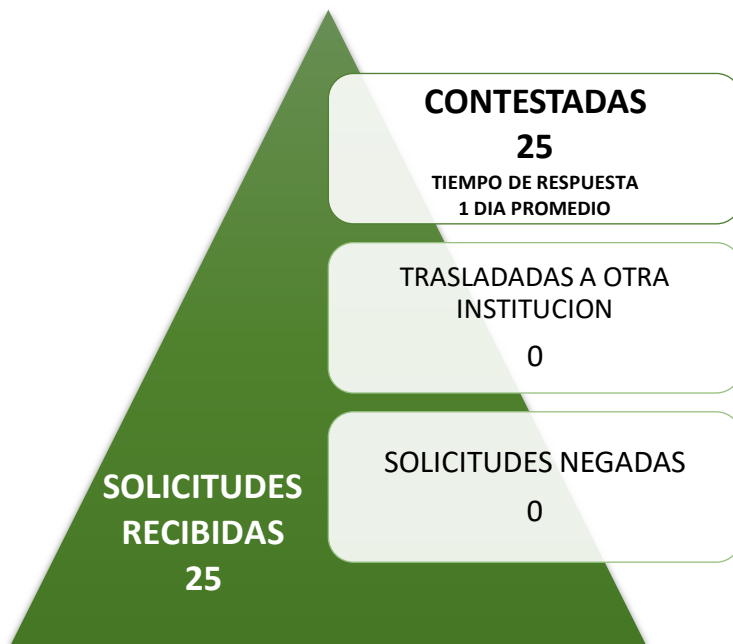 CONTESTADAS
25
TIEMPO DE RESPUESTA
1 DIA PROMEDIO
TRASLADADAS A OTRA
INSTITUCION
0
SOLICITUDES NEGADAS
0
SOLICITUDES
RECIBIDAS
25